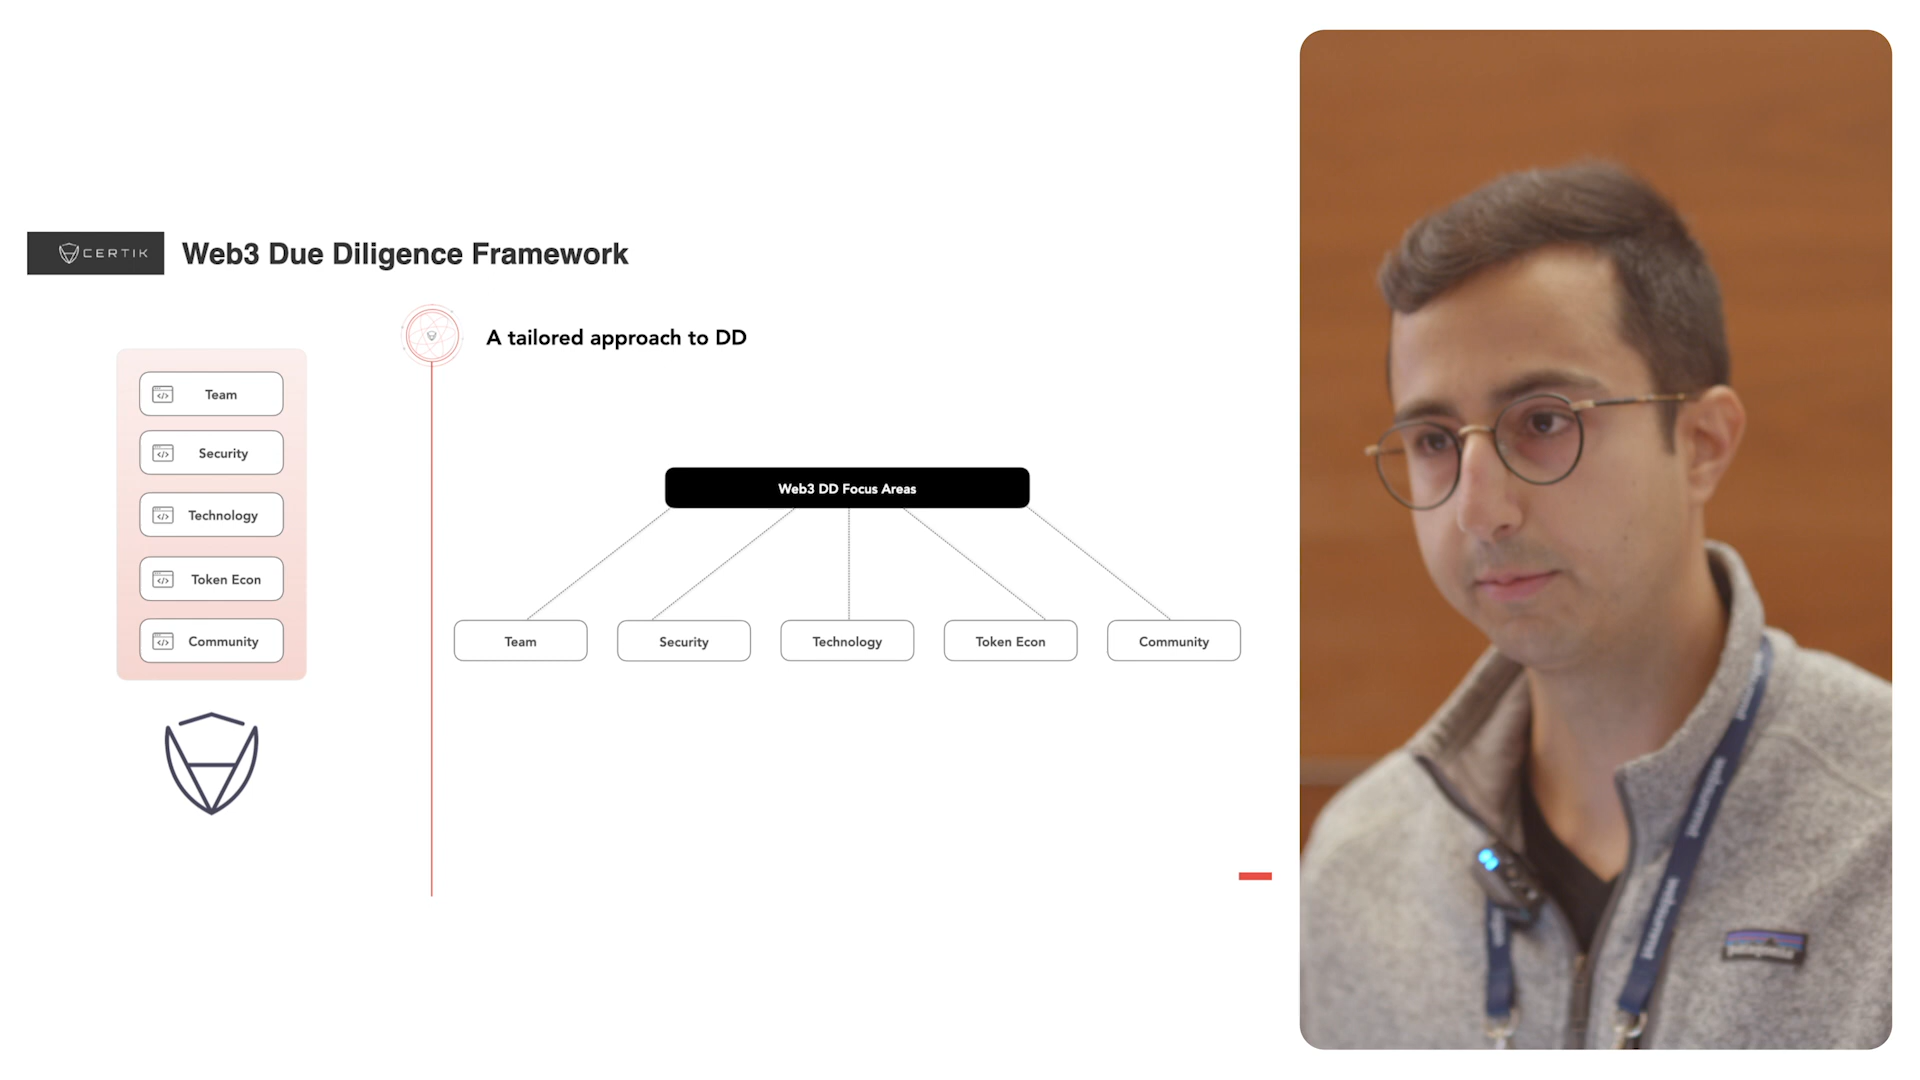 CERTIK
Web3 Due Diligence Framework
A tailored approach to DD
Team
Security
Technology
Token Econ
Community
Web3 DD Focus Areas
Team
Security
Technology
Token Econ
Community
patagonia